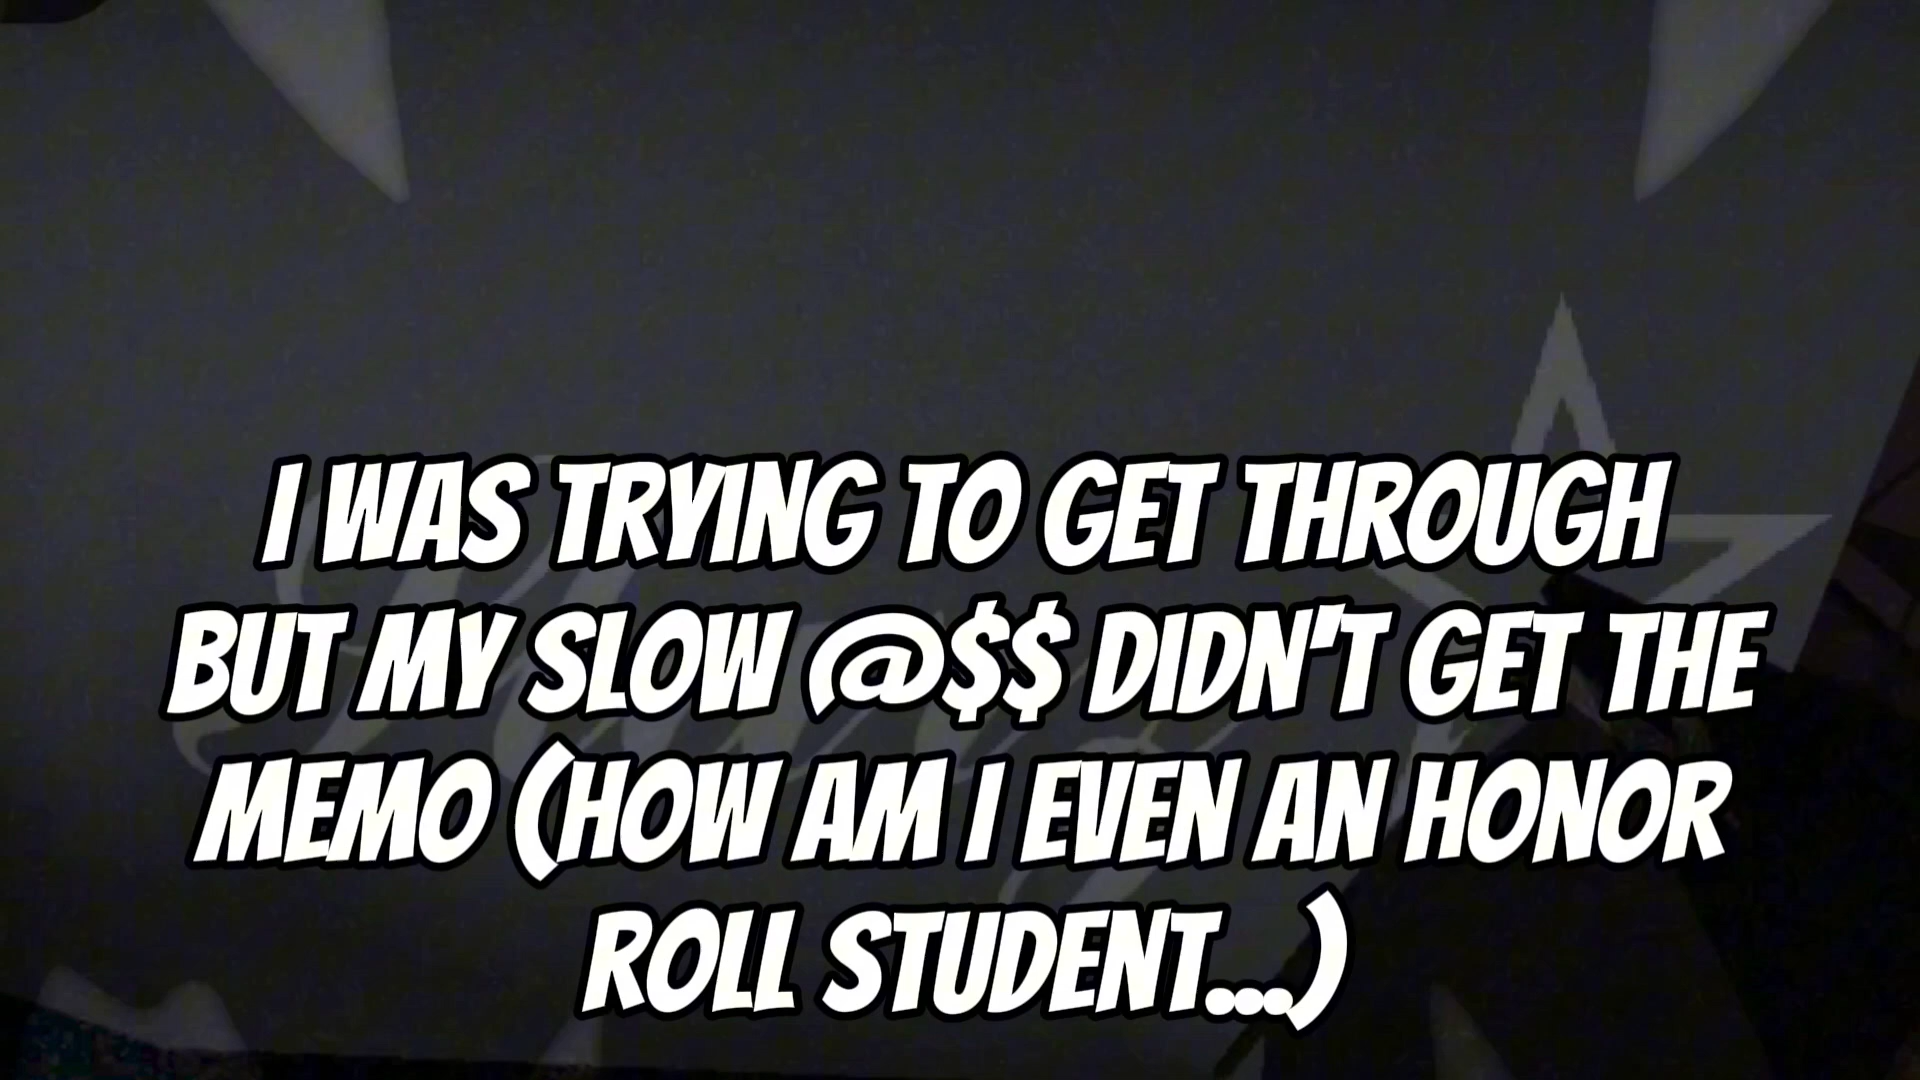 I WAS TRYING TO GET THROUGH
BUT MY SLOW @$$ DIDN'T GET THE
MEMO (HOW AM I EVEN AN HONOR
ROLL STUDENT...)